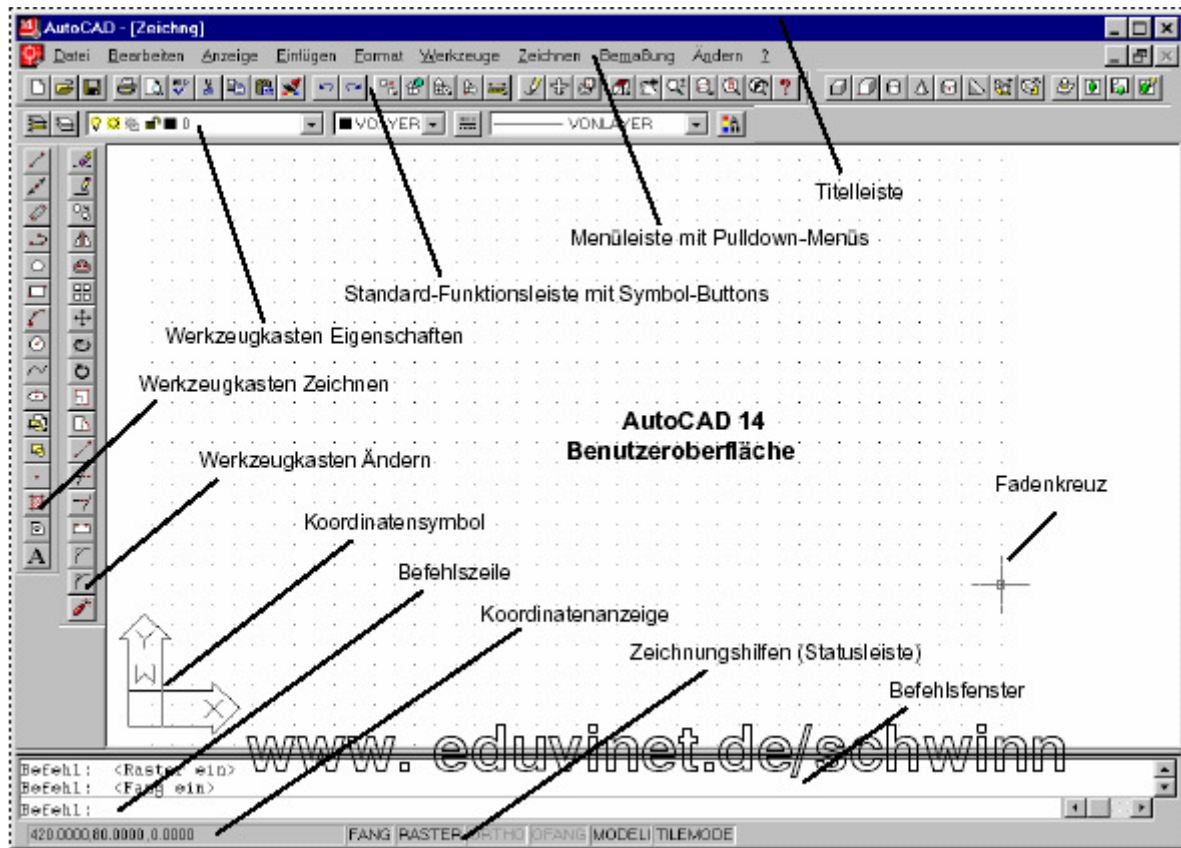 AutoCAD - [Zeichng]
Datei Bearbeiten Anzeige Einfügen Format Werkzeuge Zeichnen Bemaßung Ändern ?
0 VONLAYER
Titelleiste
Menüleiste mit Pulldown-Menüs
Standard-Funktionsleiste mit Symbol-Buttons
Werkzeugkasten Eigenschaften
Werkzeugkasten Zeichnen
AutoCAD 14
Benutzeroberfläche
Werkzeugkasten Ändern
Fadenkreuz
Koordinatensymbol
Befehlszeile
Koordinatenanzeige
Zeichnungshilfen (Statusleiste)
Befehlsfenster
A
Y
W
X
www. eduvinet.de/schwinn
Befehl: <Raster ein>
Befehl: <Fang ein>
Befehl:
420.0000,80.0000,0.0000 FANG RASTER ORTHO OFANG MODELI TILEMODE